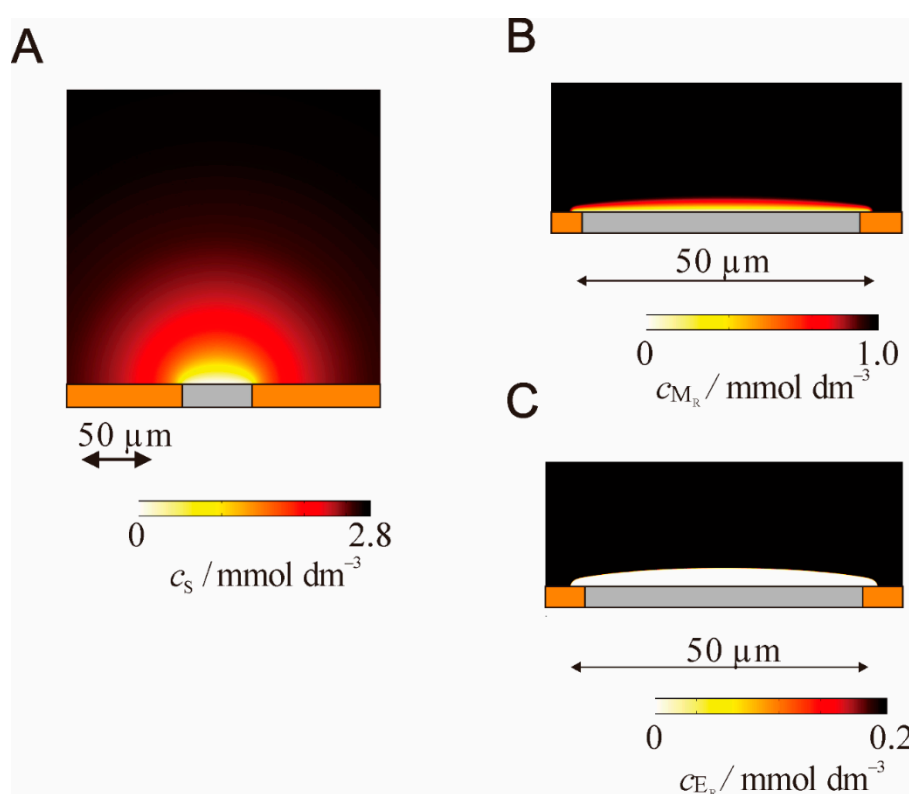 A
50 μm
0
2.8
c_S / mmol dm⁻³
B
50 μm
0
1.0
c_{M_R} / mmol dm⁻³
C
50 μm
0
0.2
c_{E_R} / mmol dm⁻³